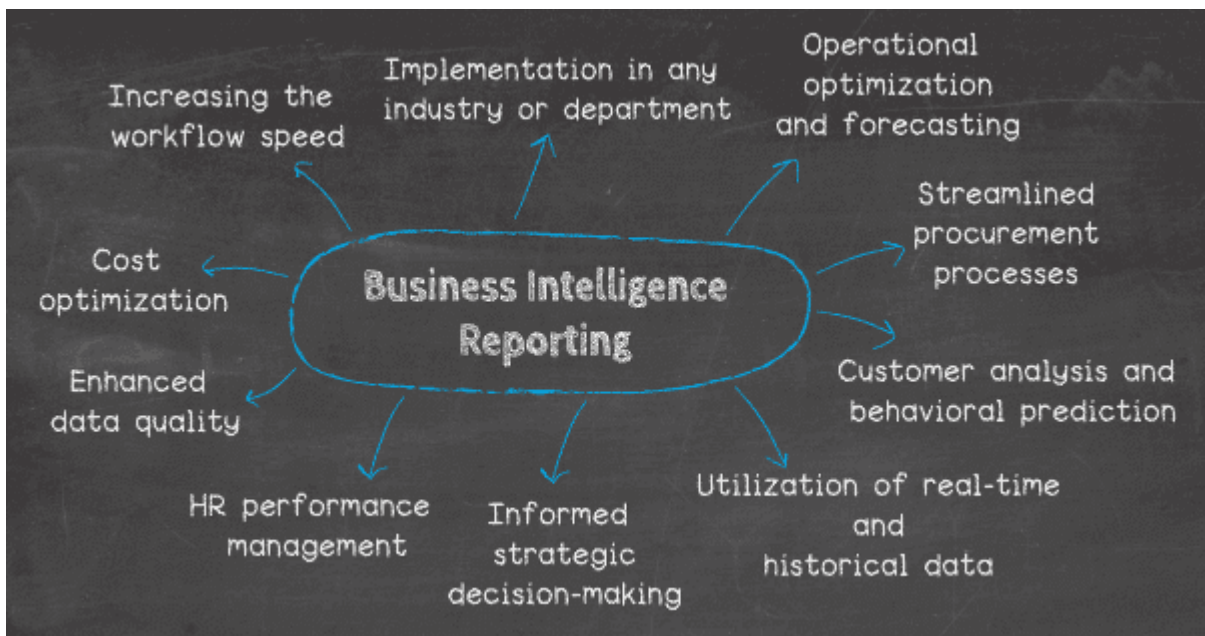 Increasing the
workflow speed
Implementation in any
industry or department
Operational
optimization
and forecasting
Streamlined
procurement
processes
Cost
optimization
Business Intelligence
Reporting
Enhanced
data quality
Customer analysis and
behavioral prediction
HR performance
management
Informed
strategic
decision-making
Utilization of real-time
and
historical data